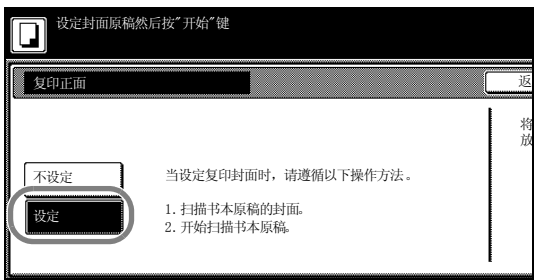 设定封面原稿然后按"开始"键
复印正面
返
将
放
不设定
当设定复印封面时，请遵循以下操作方法。
设定
1. 扫描书本原稿的封面。
2. 开始扫描书本原稿。